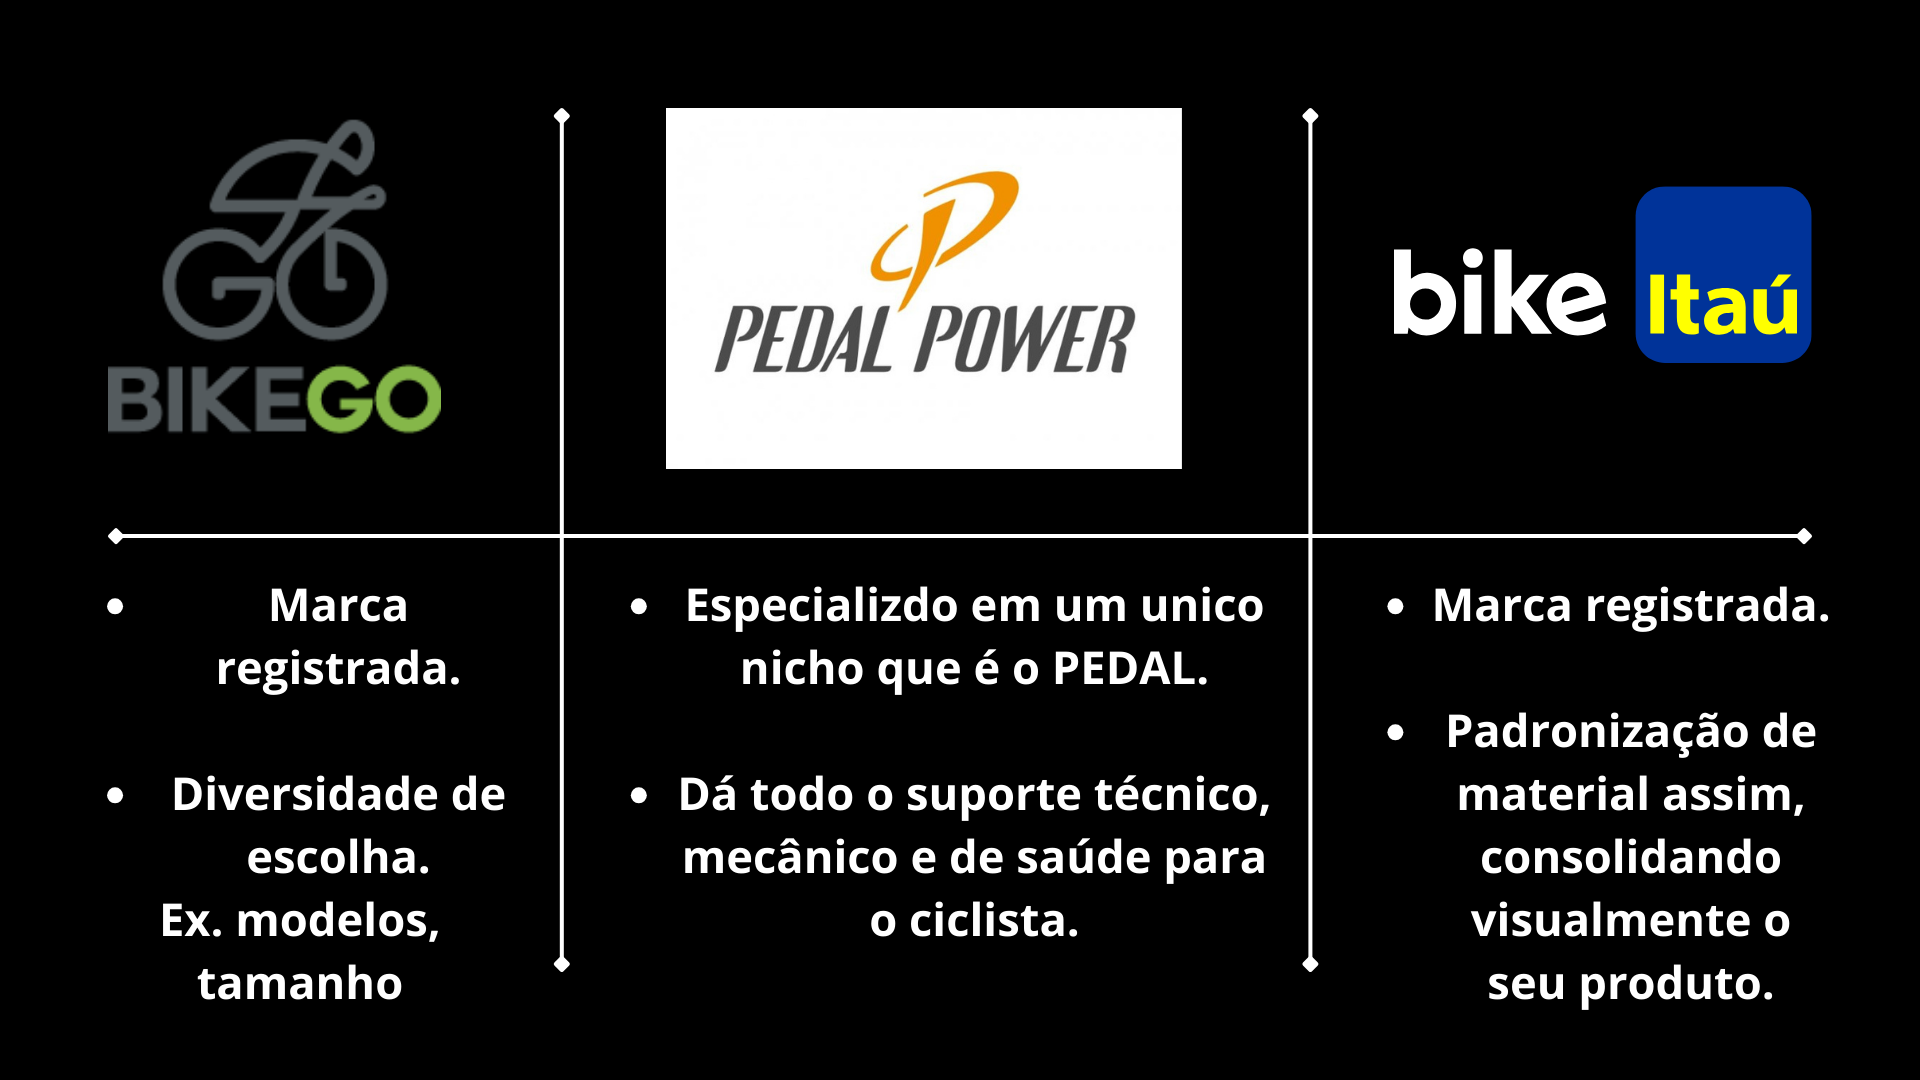 BIKEGO
PEDAL POWER
bike Itaú
• Marca
registrada.
• Diversidade de
escolha.
Ex. modelos,
tamanho
• Especializdo em um unico
nicho que é o PEDAL.
• Dá todo o suporte técnico,
mecânico e de saúde para
o ciclista.
• Marca registrada.
• Padronização de
material assim,
consolidando
visualmente o
seu produto.